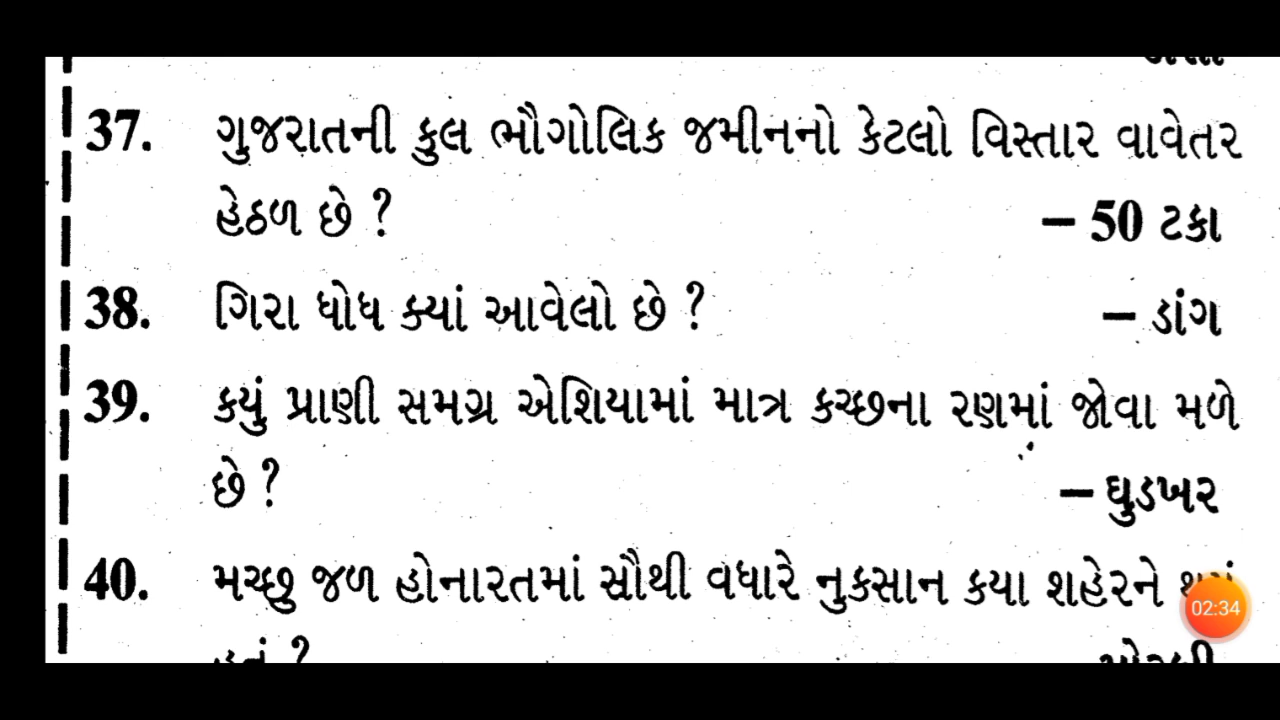 37. ગુજરાતની કુલ ભૌગોલિક જમીનનો કેટલો વિસ્તાર વાવેતર
હેઠળ છે ? – 50 ટકા
38. ગિરા ધોધ ક્યાં આવેલો છે ? – ડાંગ
39. કયું પ્રાણી સમગ્ર એશિયામાં માત્ર કચ્છના રણમાં જોવા મળે
છે ? – ઘુડખર
40. મચ્છુ જળ હોનારતમાં સૌથી વધારે નુકસાન કયા શહેરને
02:34